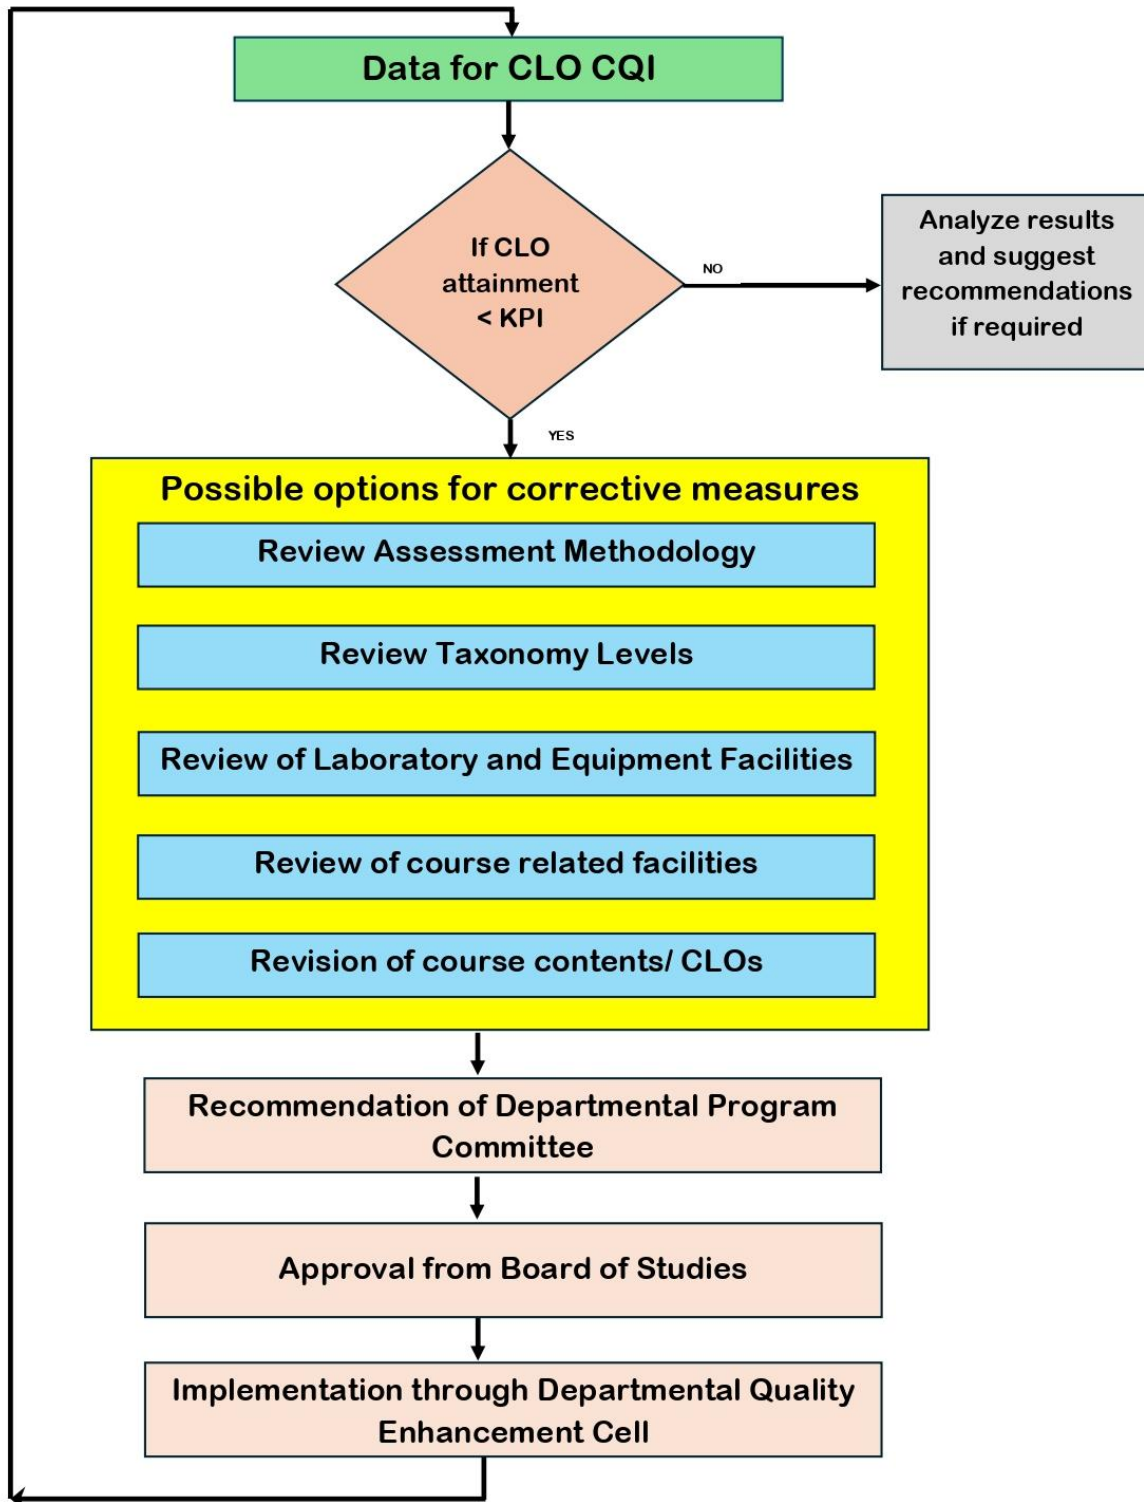 Data for CLO CQI
If CLO
attainment
< KPI
NO
Analyze results
and suggest
recommendations
if required
YES
Possible options for corrective measures
Review Assessment Methodology
Review Taxonomy Levels
Review of Laboratory and Equipment Facilities
Review of course related facilities
Revision of course contents/ CLOs
Recommendation of Departmental Program
Committee
Approval from Board of Studies
Implementation through Departmental Quality
Enhancement Cell